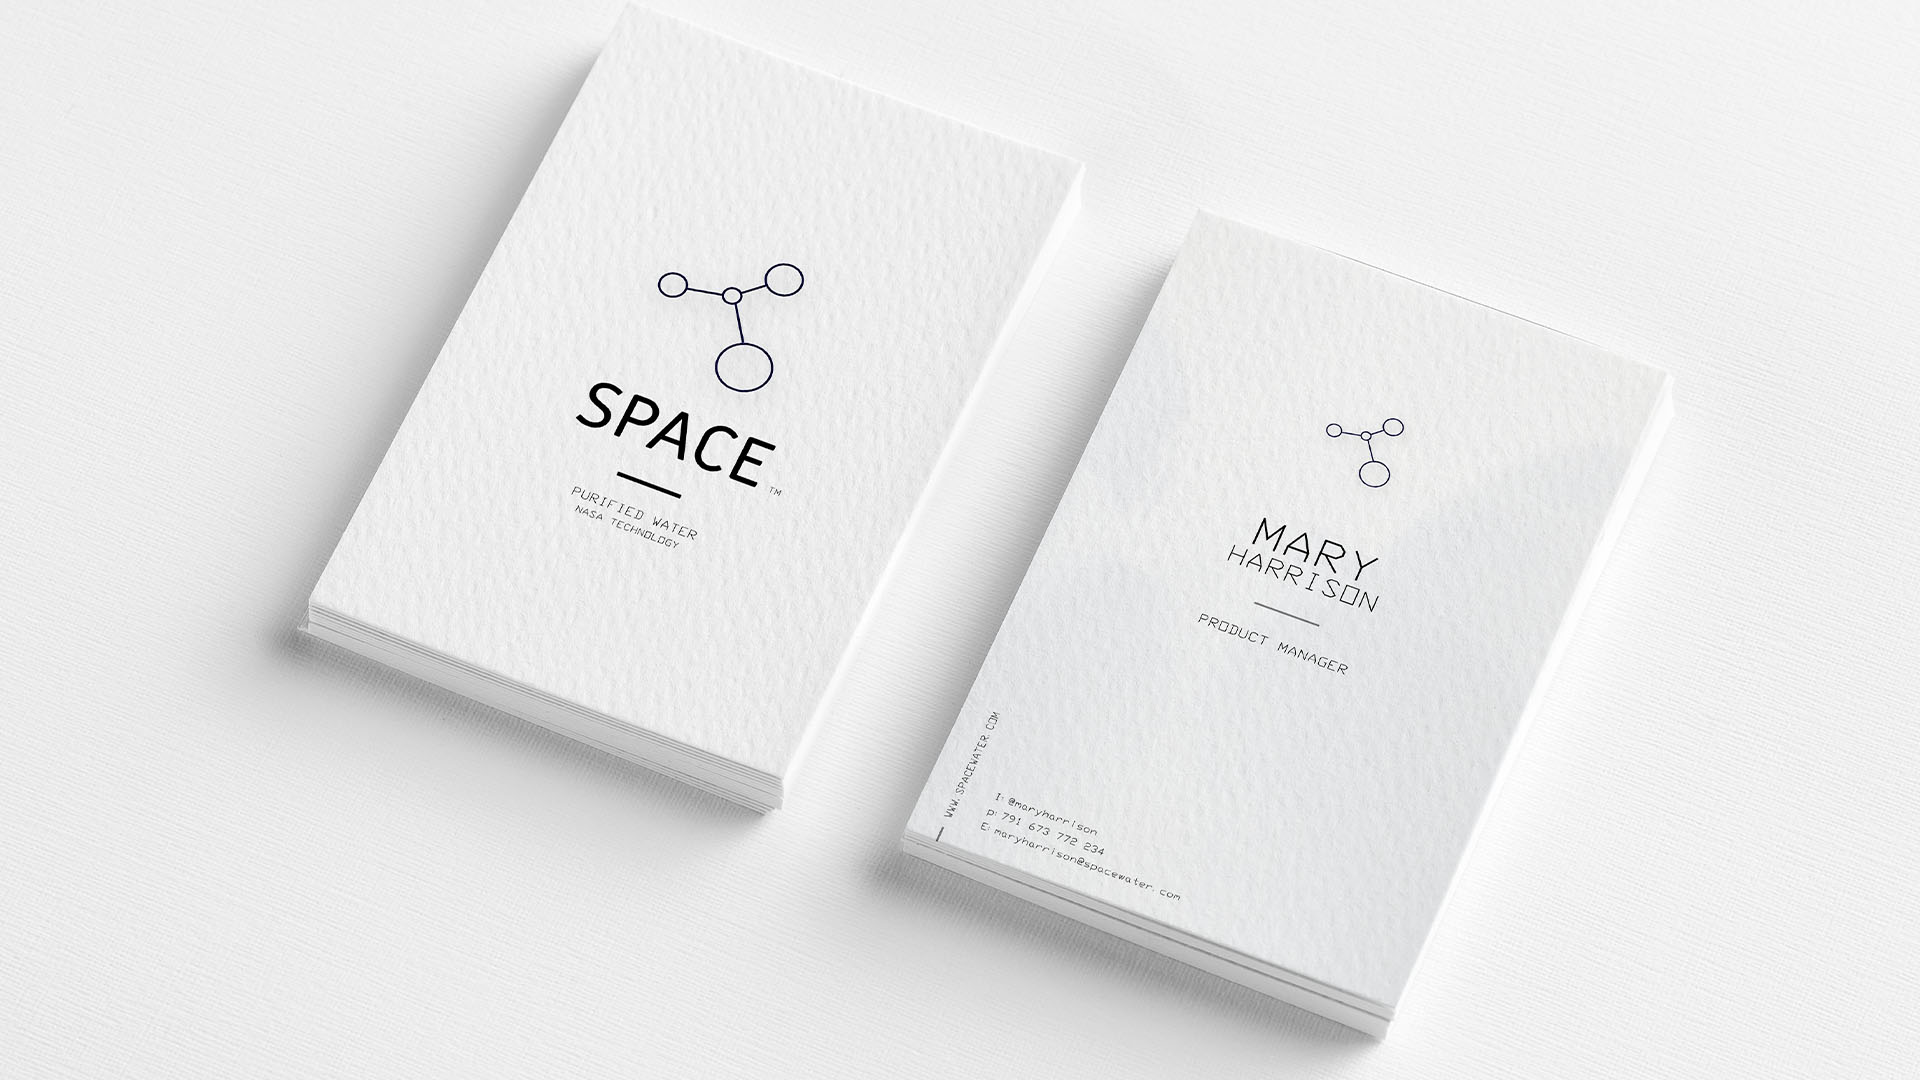 SPACE™
PURIFIED WATER
NASA TECHNOLOGY
MARY
HARRISON
PRODUCT MANAGER
WWW.SPACEWATER.COM
I: @maryharrison
p: 791 673 772 234
E: maryharrison@spacewater.com